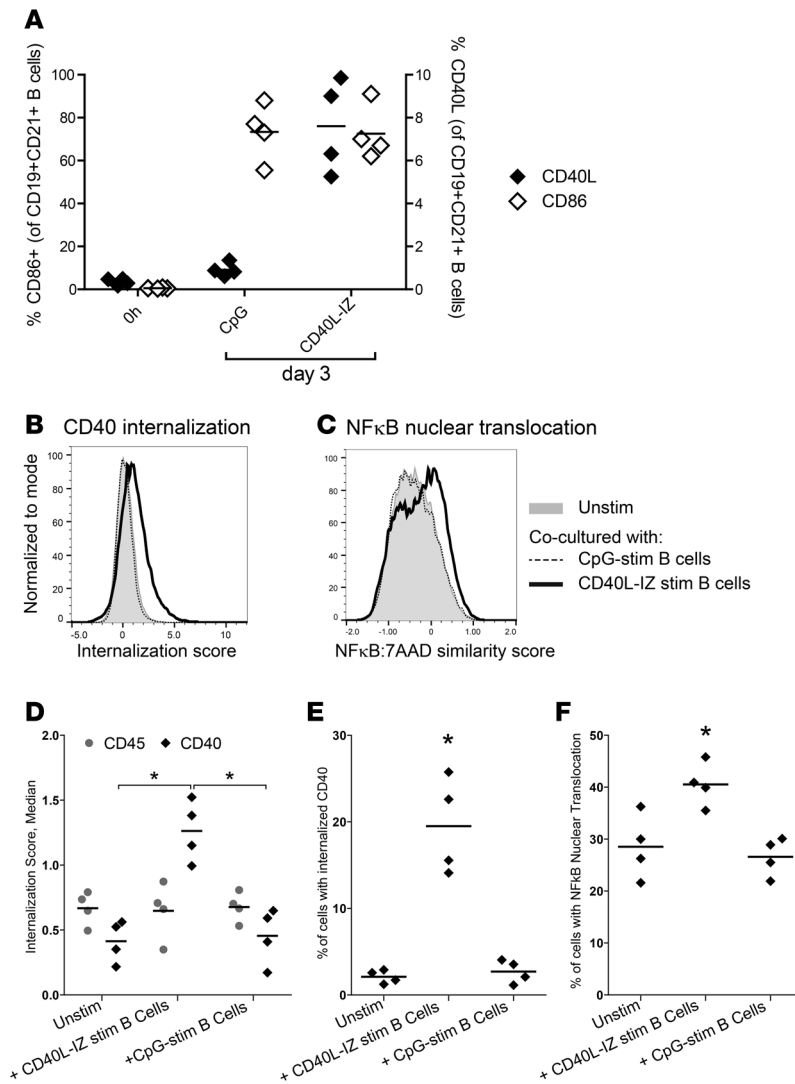 A
% CD86+ (of CD19+CD21+ B cells)
100
80
60
40
20
0
10
8
6
4
2
0
% CD40L (of CD19+CD21+ B cells)
CD40L
CD86
0h
CpG
CD40L-IZ
day 3
B CD40 internalization
Normalized to mode
100
80
60
40
20
0
-5.0 0 5.0 10
Internalization score
C NFκB nuclear translocation
100
80
60
40
20
0
-2.0 -1.00 0 1.00 2.0
NFκB:7AAD similarity score
Unstim
Co-cultured with:
CpG-stim B cells
CD40L-IZ stim B cells
D
Internalization Score, Median
2.0
1.5
1.0
0.5
0.0
CD45 CD40
* *
Unstim
+ CD40L-IZ stim B Cells
+CpG-stim B Cells
E
% of cells with internalized CD40
30
20
10
0
*
Unstim
+ CD40L-IZ stim B Cells
+ CpG-stim B Cells
F
% of cells with NFkB Nuclear Translocation
50
40
30
20
10
0
*
Unstim
+ CD40L-IZ stim B Cells
+ CpG-stim B Cells